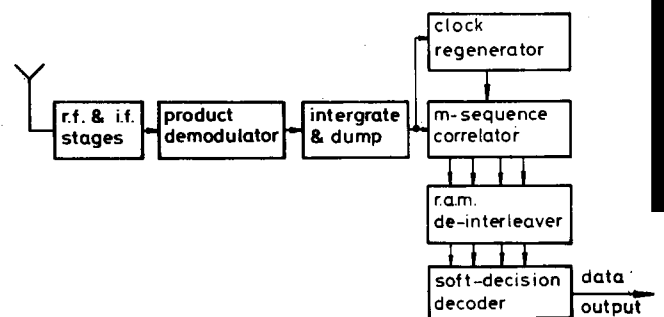 clock
regenerator
r.f. & i.f.
stages
product
demodulator
intergrate
& dump
m-sequence
correlator
r.a.m.
de-interleaver
soft-decision
decoder
data
output